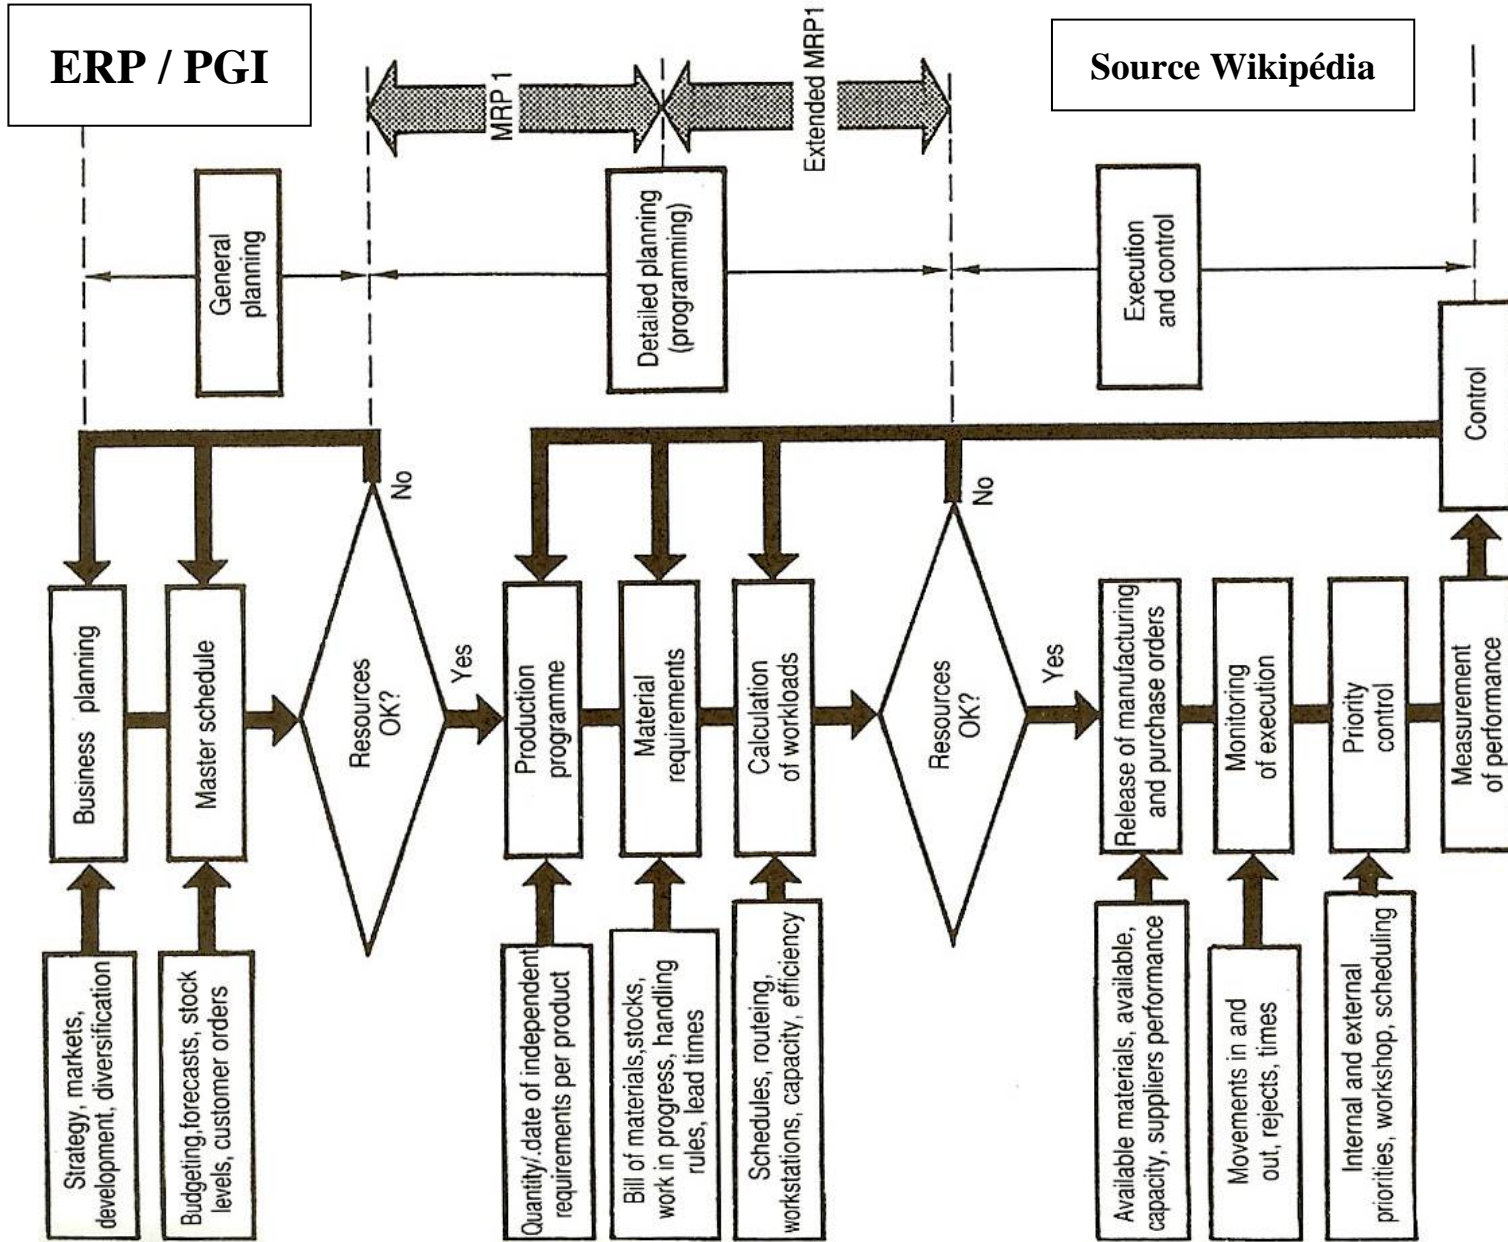 ERP / PGI
Source Wikipédia
MRP 1
Extended MRP1
General
planning
Detailed planning
(programming)
Execution
and control
Strategy, markets,
development, diversification
Business planning
Budgeting,forecasts, stock
levels, customer orders
Master schedule
Resources
OK?
No
Yes
Quantity/.date of independent
requirements per product
Production
programme
Bill of materials,stocks,
work in progress, handling
rules, lead times
Material
requirements
Schedules, routeing,
workstations, capacity, efficiency
Calculation
of workloads
Resources
OK?
No
Yes
Available materials, available,
capacity, suppliers performance
Release of manufacturing
and purchase orders
Movements in and
out, rejects, times
Monitoring
of execution
Internal and external
priorities, workshop, scheduling
Priority
control
Measurement
of performance
Control